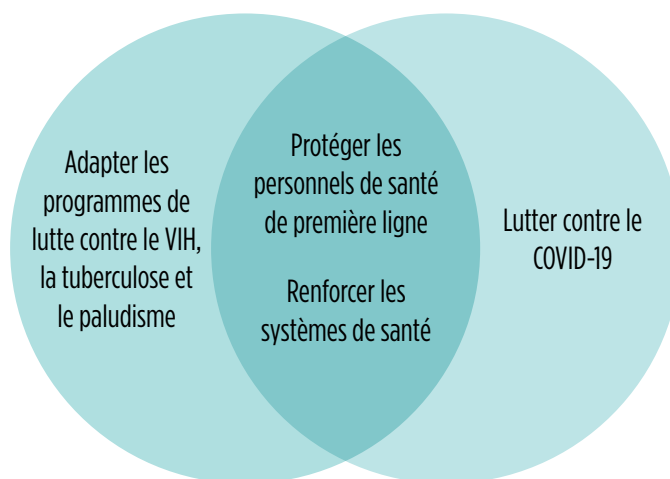 Adapter les
programmes de
lutte contre le VIH,
la tuberculose et
le paludisme
Protéger les
personnels de santé
de première ligne
Renforcer les
systèmes de santé
Lutter contre le
COVID-19